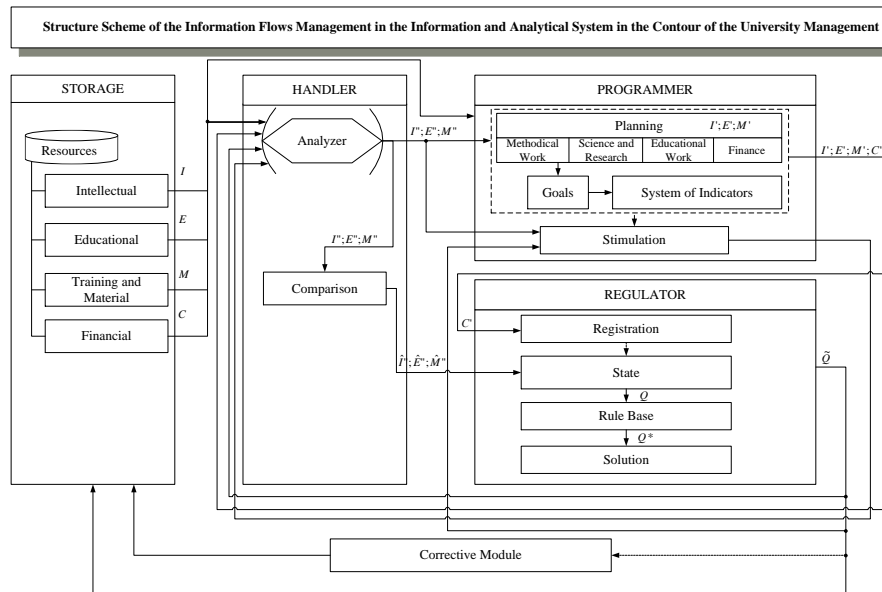 Structure Scheme of the Information Flows Management in the Information and Analytical System in the Contour of the University Management
STORAGE
Resources
Intellectual
I
Educational
E
Training and
Material
M
Financial
C
HANDLER
Analyzer
I";E";M"
I";E";M"
Comparison
Î";Ê";M̂"
PROGRAMMER
Planning
I';E';M'
Methodical
Work
Science and
Research
Educational
Work
Finance
Goals
System of Indicators
Stimulation
I';E';M';C'
REGULATOR
C'
Registration
State
Q
Rule Base
Q*
Solution
Q̃
Corrective Module